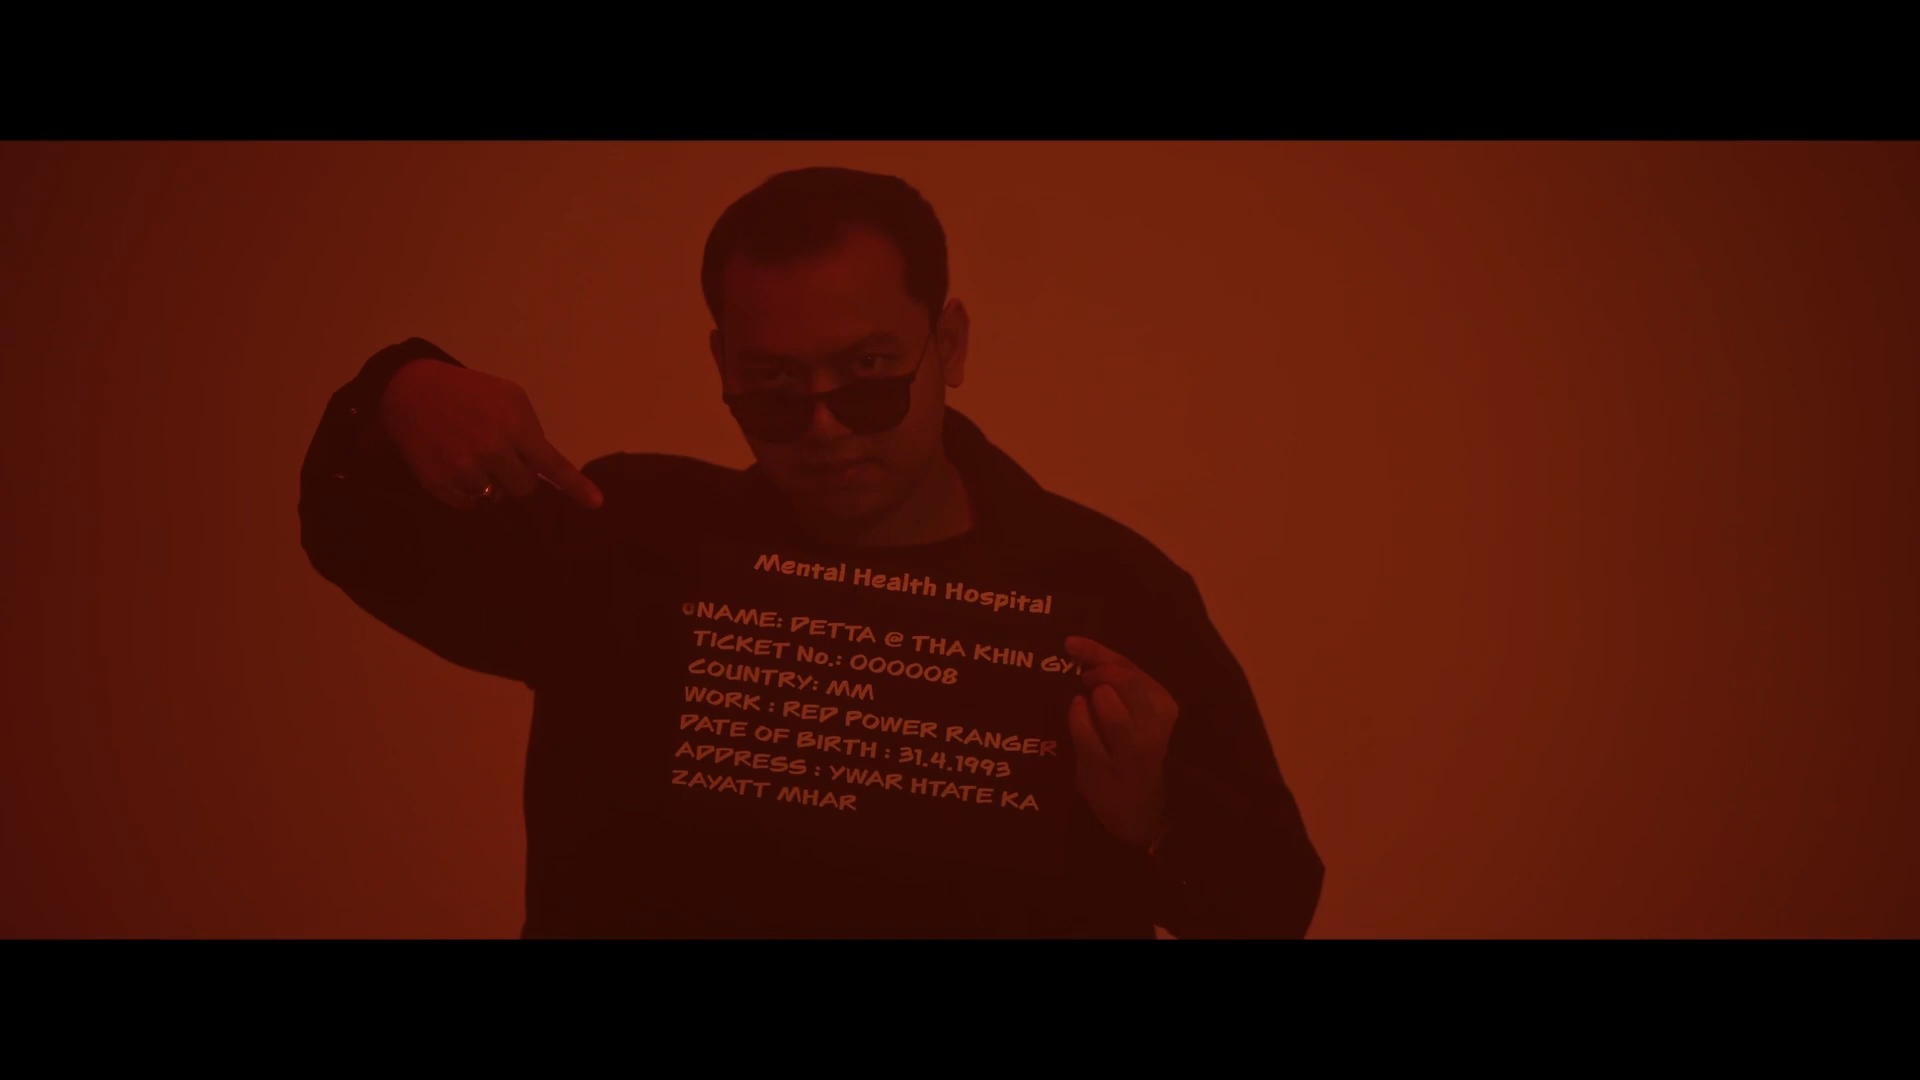 Mental Health Hospital
NAME: DETTA @ THA KHIN
TICKET No.: 000008
COUNTRY: MM
WORK : RED POWER RANGER
DATE OF BIRTH : 31.4.1993
ADDRESS : YWAR HTATE KA
ZAYATT MHAR